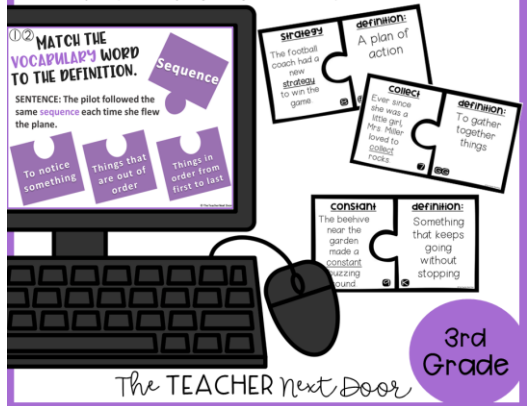 12 MATCH THE
VOCABULARY WORD
TO THE DEFINITION.
Sequence
SENTENCE: The pilot followed the
same sequence each time she flew
the plane.
To notice
something
Things that
are out of
order
Things in
order from
first to last
strategy
The football
coach had a
new
strategy
to win the
game
definition:
A plan of
action
collect
Ever since
she was a
little girl,
Mrs. Miller
loved to
collect
rocks.
7
definition:
To gather
together
things
GG
constant
The beehive
near the
garden
made a
constant
buzzing
sound
definition:
Something
that keeps
going
without
stopping
K
3rd
Grade
The TEACHER Next Door